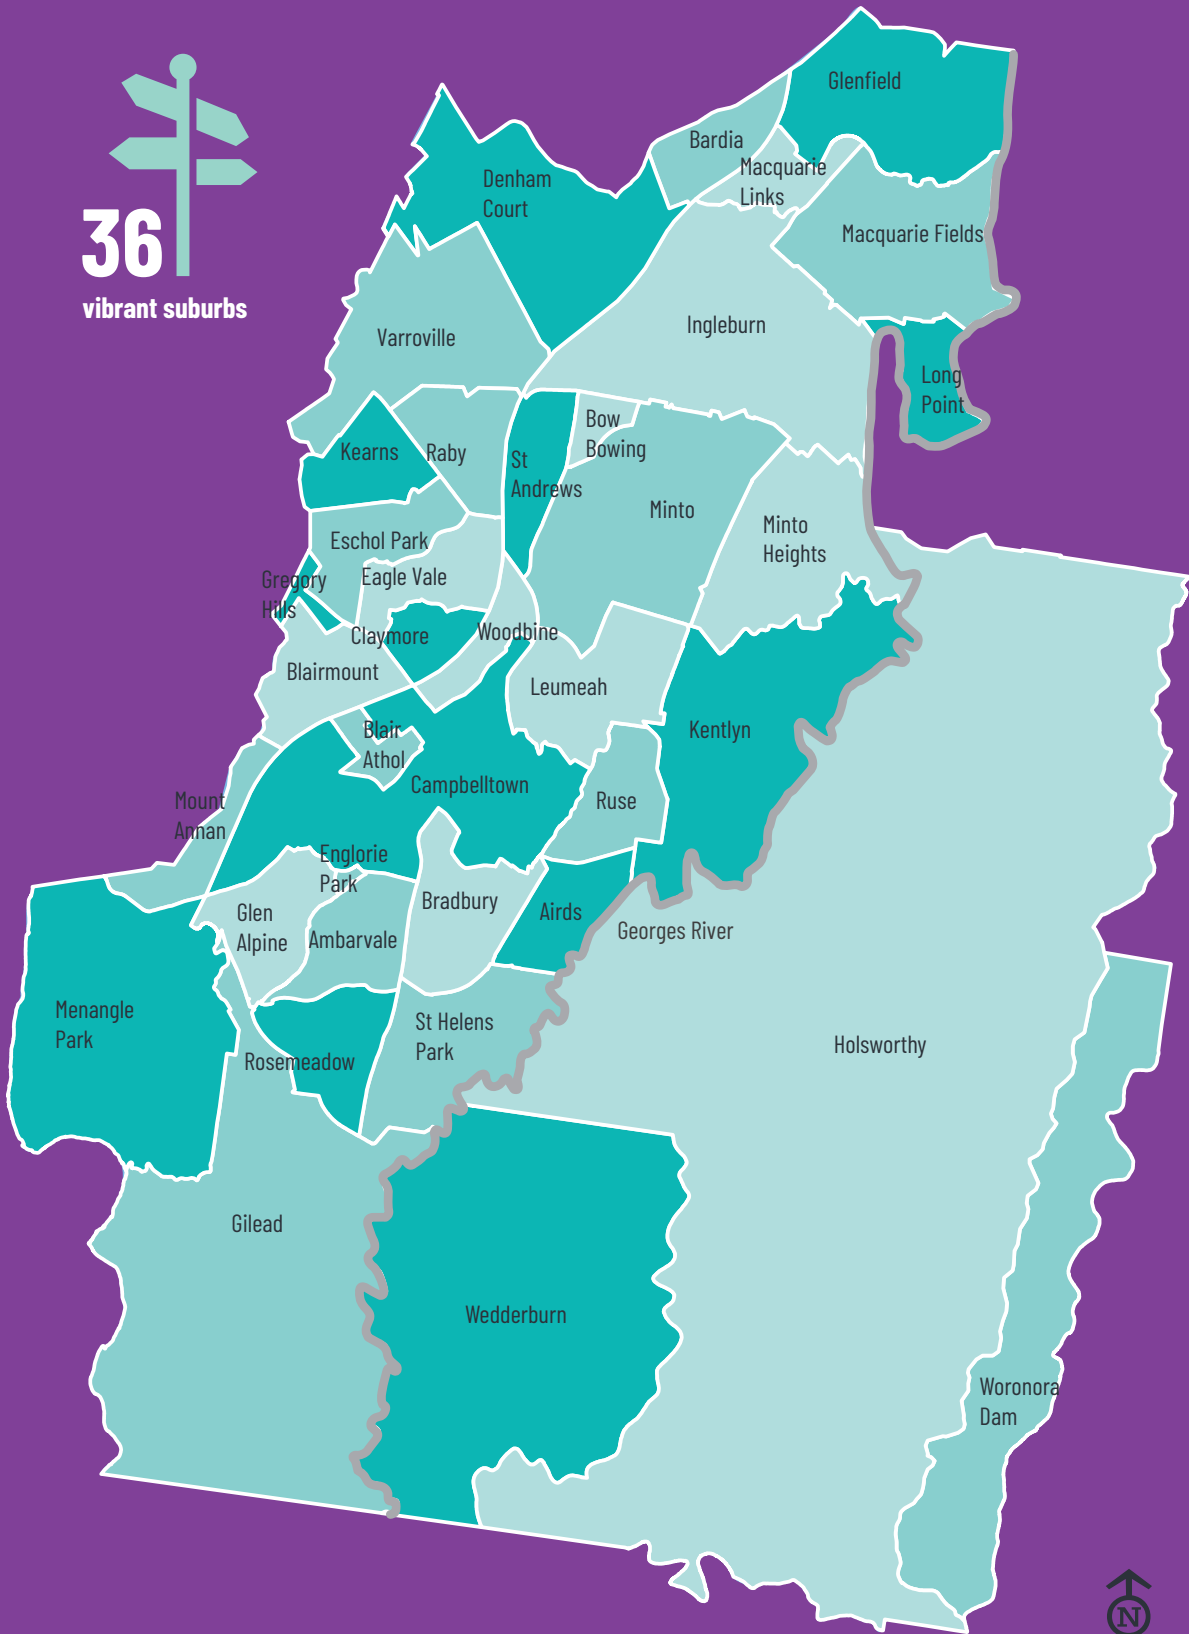 36
vibrant suburbs
Glenfield
Bardia
Macquarie
Links
Denham
Court
Macquarie Fields
Ingleburn
Varroville
Long
Point
Bow
Bowing
Kearns
Raby
St
Andrews
Minto
Minto
Heights
Eschol Park
Eagle Vale
Gregory
Hills
Claymore
Woodbine
Blairmount
Leumeah
Blair
Athol
Kentlyn
Campbelltown
Mount
Annan
Ruse
Englorie
Park
Bradbury
Glen
Alpine
Ambarvale
Airds
Georges River
Menangle
Park
St Helens
Park
Holsworthy
Rosemeadow
Gilead
Wedderburn
Woronora
Dam
N